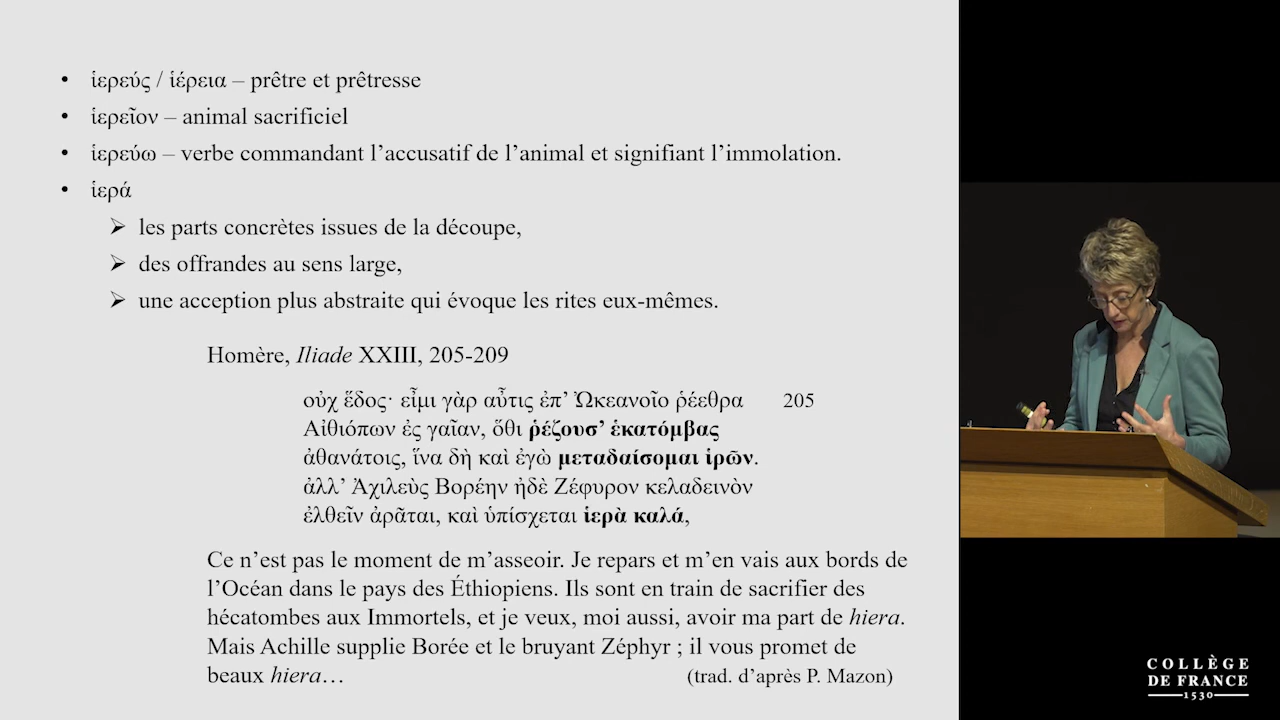 • ἱερεύς / ἱέρεια – prêtre et prêtresse
• ἱερεῖον – animal sacrificiel
• ἱερεύω – verbe commandant l’accusatif de l’animal et signifiant l’immolation.
• ἱερά
➢ les parts concrètes issues de la découpe,
➢ des offrandes au sens large,
➢ une acception plus abstraite qui évoque les rites eux-mêmes.
Homère, Iliade XXIII, 205-209
οὐχ ἕδος· εἶμι γὰρ αὖτις ἐπ’ Ὠκεανοῖο ῥέεθρα 205
Αἰθιόπων ἐς γαῖαν, ὅθι ῥέζουσ’ ἑκατόμβας
ἀθανάτοις, ἵνα δὴ καὶ ἐγὼ μεταδαίσομαι ἱρῶν.
ἀλλ’ Ἀχιλεὺς Βορέην ἠδὲ Ζέφυρον κελαδεινὸν
ἐλθεῖν ἀρᾶται, καὶ ὑπίσχεται ἱερὰ καλά,
Ce n’est pas le moment de m’asseoir. Je repars et m’en vais aux bords de
l’Océan dans le pays des Éthiopiens. Ils sont en train de sacrifier des
hécatombes aux Immortels, et je veux, moi aussi, avoir ma part de hiera.
Mais Achille supplie Borée et le bruyant Zéphyr ; il vous promet de
beaux hiera… (trad. d’après P. Mazon)
COLLÈGE
DE FRANCE
1530